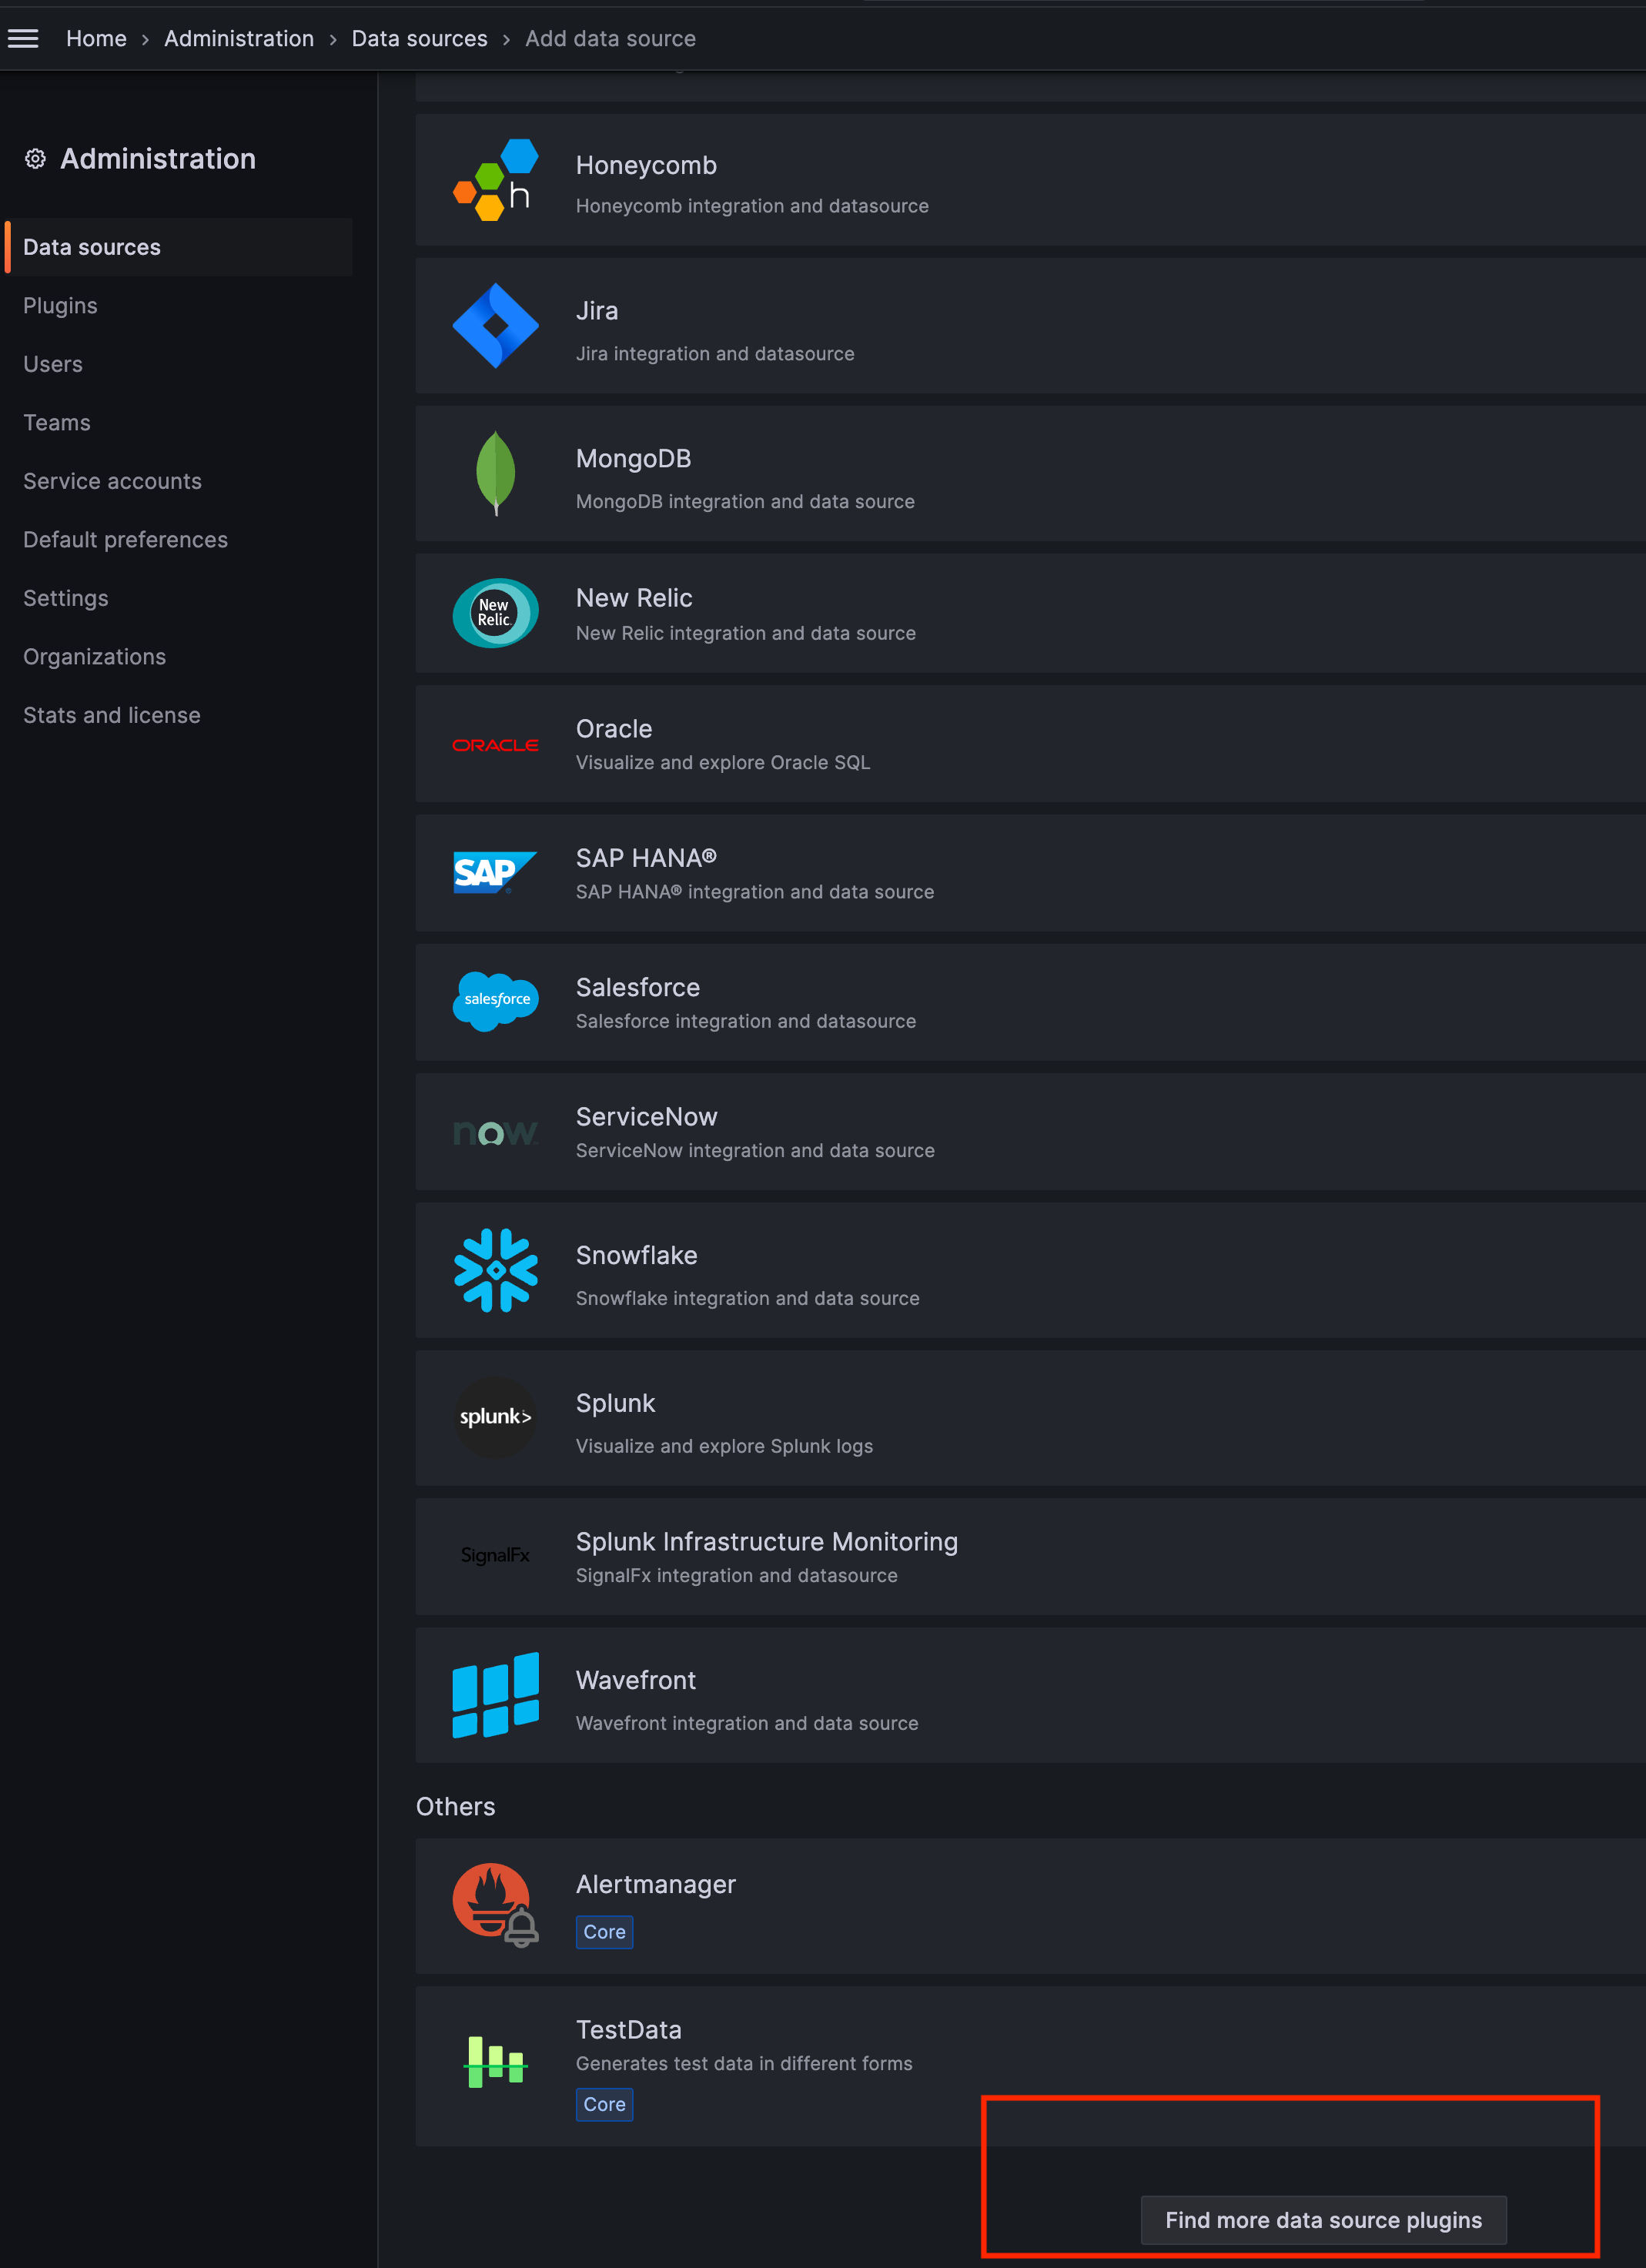 Home › Administration › Data sources › Add data source
Administration
Data sources
Plugins
Users
Teams
Service accounts
Default preferences
Settings
Organizations
Stats and license
h
Honeycomb
Honeycomb integration and datasource
Jira
Jira integration and datasource
MongoDB
MongoDB integration and data source
New
Relic.
New Relic
New Relic integration and data source
ORACLE
Oracle
Visualize and explore Oracle SQL
SAP
SAP HANA®
SAP HANA® integration and data source
salesforce
Salesforce
Salesforce integration and datasource
now
ServiceNow
ServiceNow integration and data source
Snowflake
Snowflake integration and data source
splunk>
Splunk
Visualize and explore Splunk logs
SignalFx
Splunk Infrastructure Monitoring
SignalFx integration and datasource
Wavefront
Wavefront integration and data source
Others
Alertmanager
Core
TestData
Generates test data in different forms
Core
Find more data source plugins